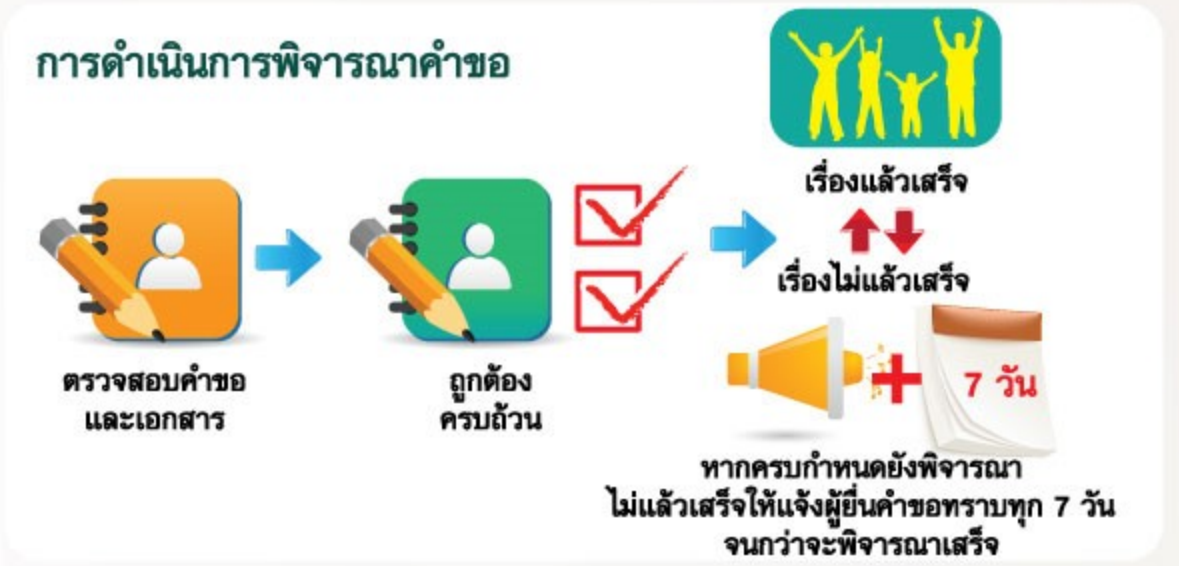 การดำเนินการพิจารณาคำขอ
เรื่องแล้วเสร็จ
เรื่องไม่แล้วเสร็จ
ตรวจสอบคำขอ
และเอกสาร
ถูกต้อง
ครบถ้วน
7 วัน
หากครบกำหนดยังพิจารณา
ไม่แล้วเสร็จให้แจ้งผู้ยื่นคำขอทราบทุก 7 วัน
จนกว่าจะพิจารณาเสร็จ